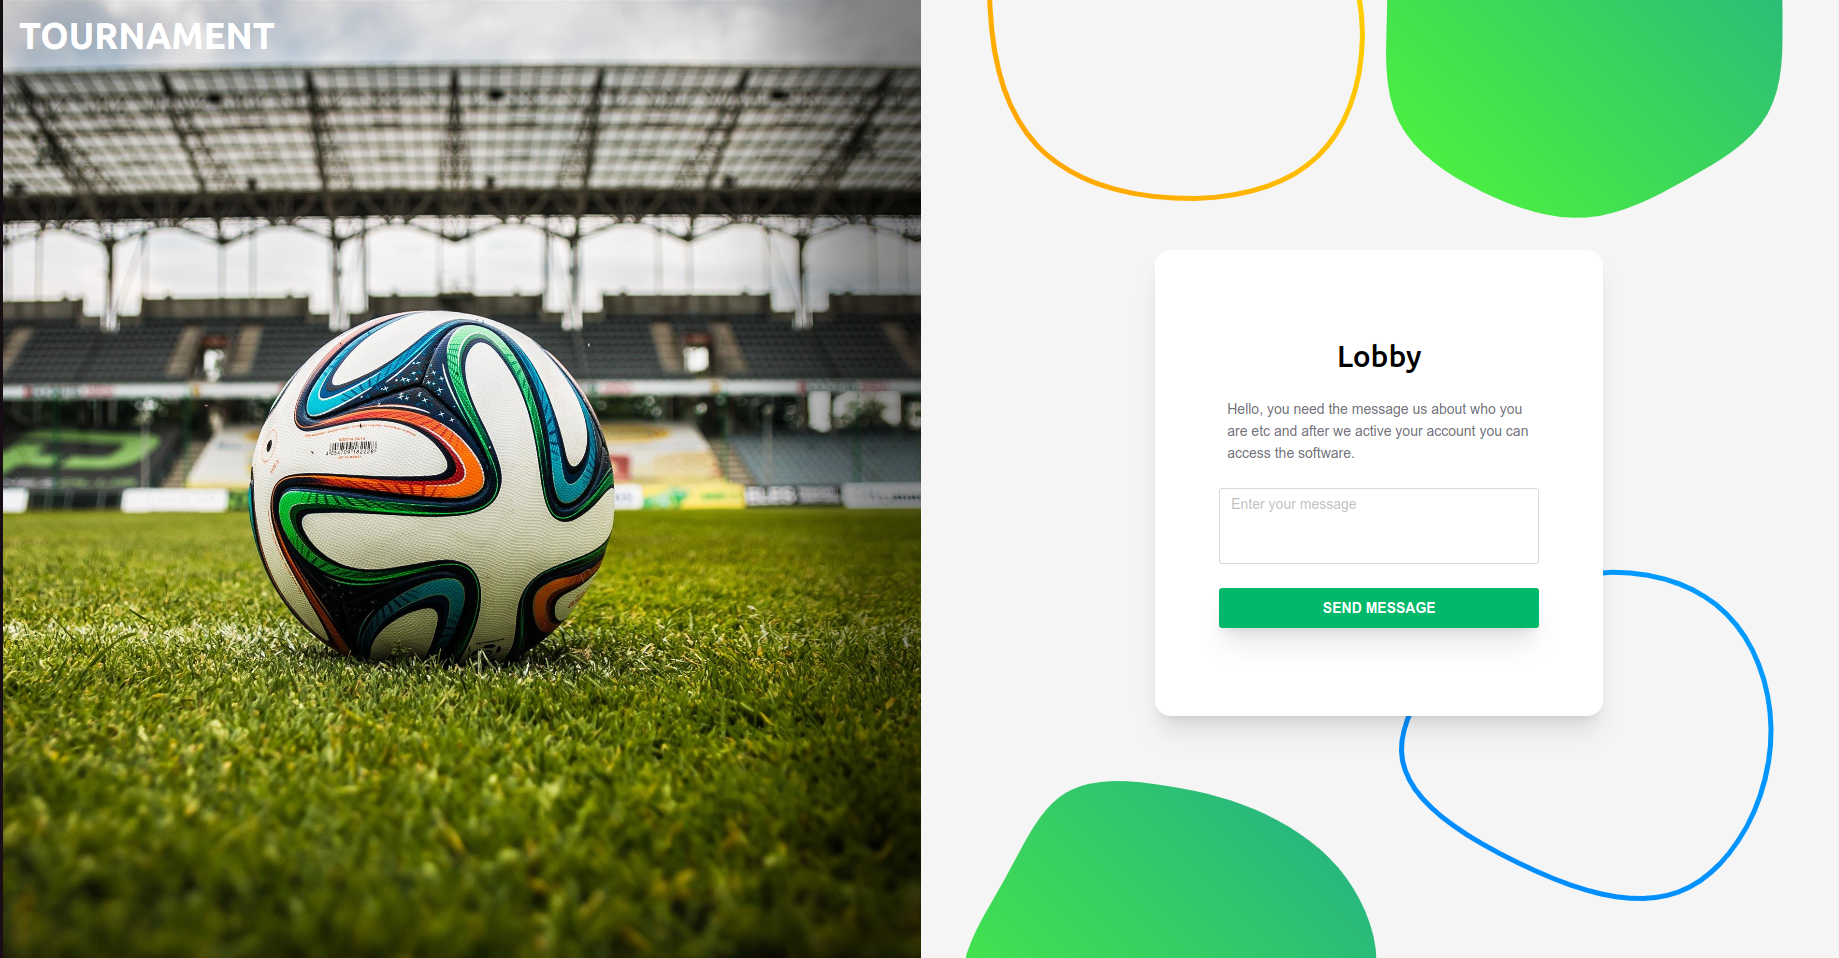 TOURNAMENT
Lobby
Hello, you need the message us about who you
are etc and after we active your account you can
access the software.
Enter your message
SEND MESSAGE